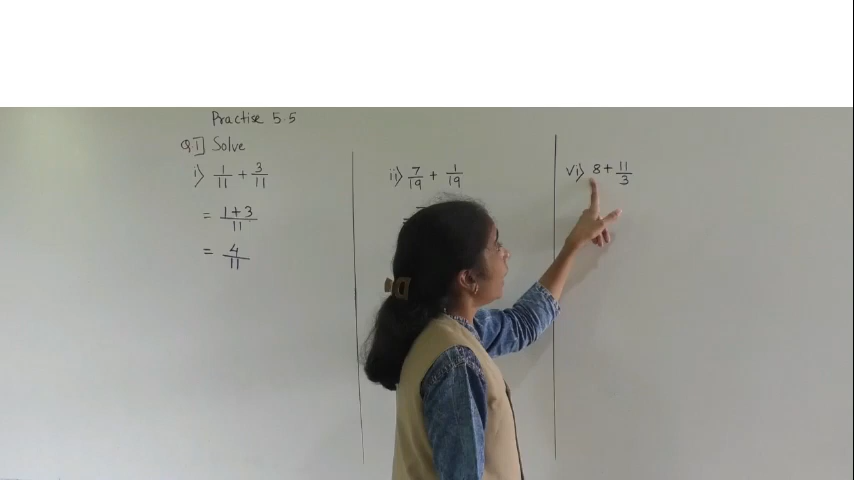 Practise 5.5
Q.1] Solve
i) 1/11 + 3/11
= 1+3/11
= 4/11
ii) 7/19 + 1/19
=
vi) 8 + 11/3